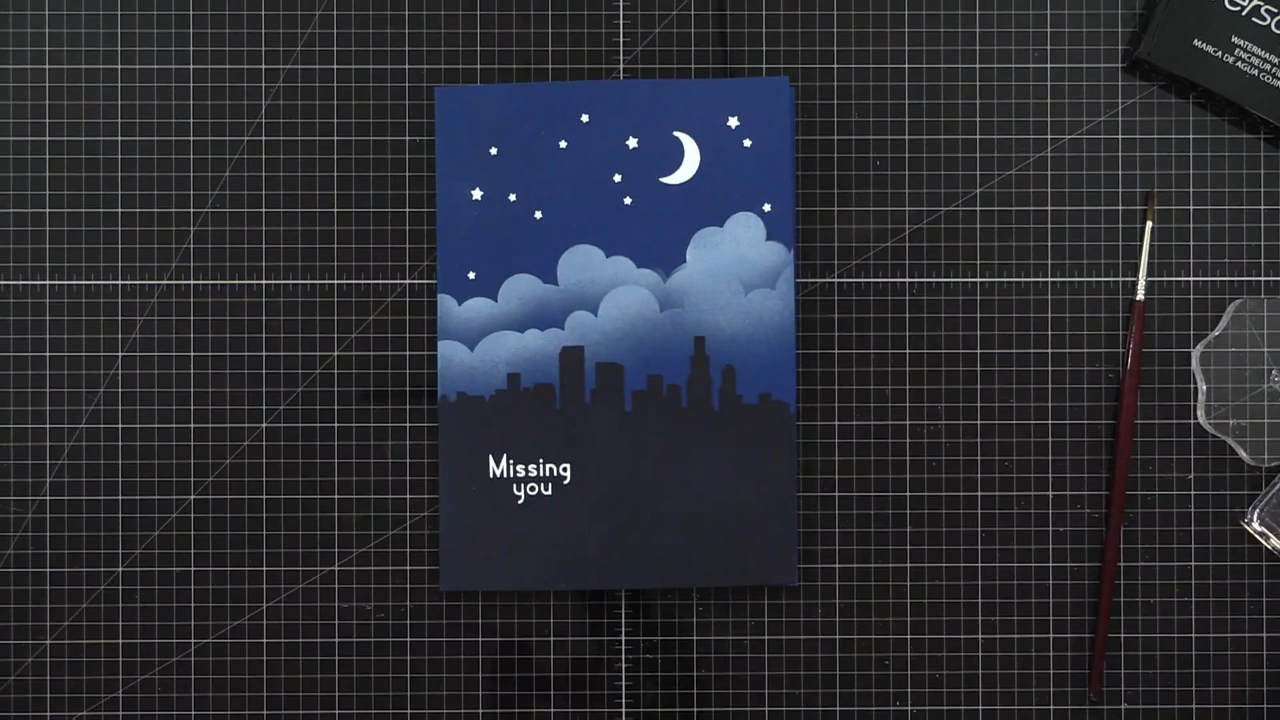 Missing
you
WATERMARK
ENCREUR
MARCA DE AGUA